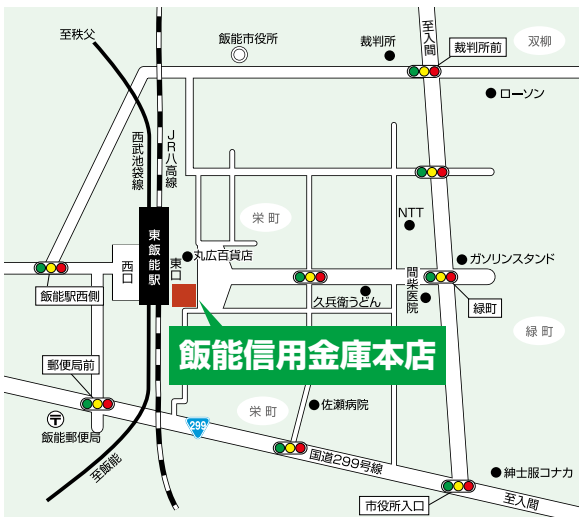 至秩父
飯能市役所
裁判所
至入間
裁判所前
双柳
ローソン
西武池袋線
JR八高線
栄町
NTT
東飯能駅
西口
東口
丸広百貨店
ガソリンスタンド
間柴医院
久兵衛うどん
飯能駅西側
緑町
緑町
飯能信用金庫本店
郵便局前
栄町
佐瀬病院
299
飯能郵便局
国道299号線
至飯能
紳士服コナカ
市役所入口
至入間